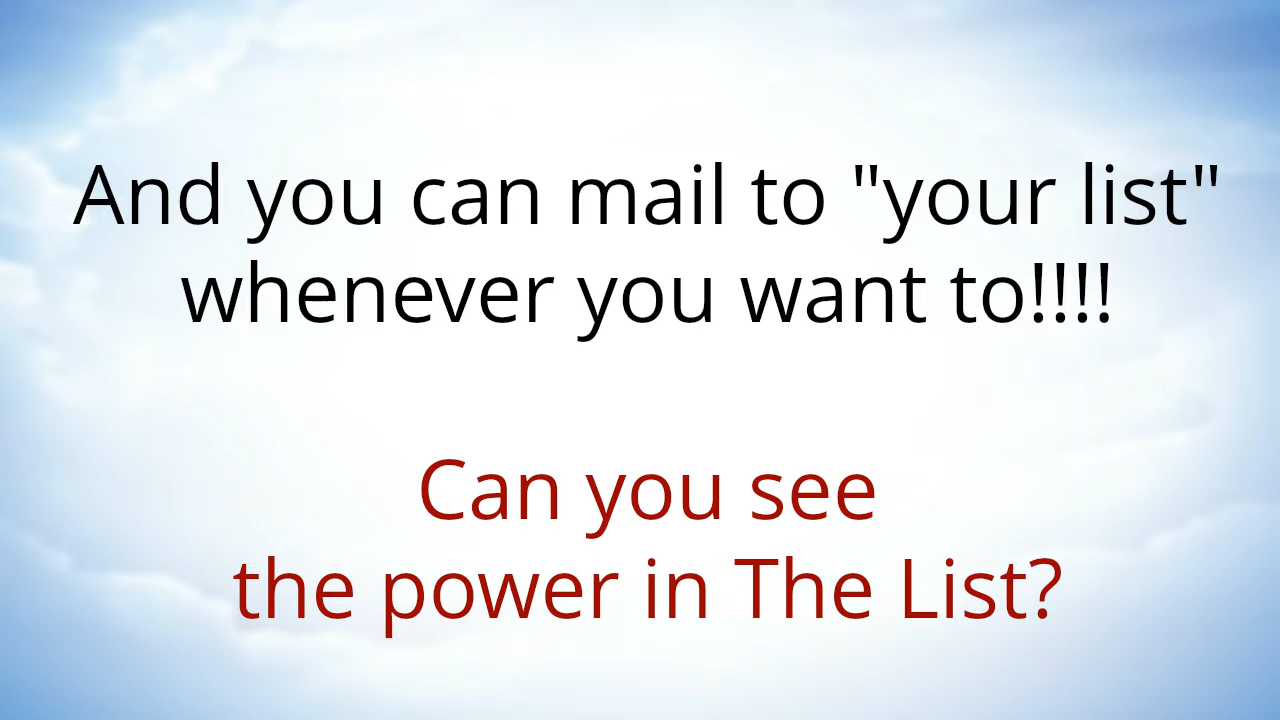 And you can mail to "your list"
whenever you want to!!!!
Can you see
the power in The List?